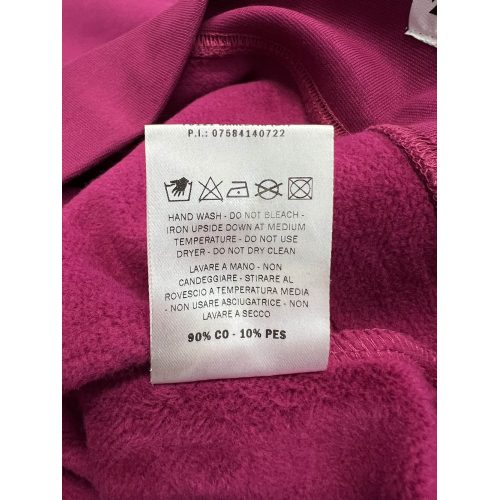 P.I.: 07584140722
HAND WASH - DO NOT BLEACH -
IRON UPSIDE DOWN AT MEDIUM
TEMPERATURE - DO NOT USE
DRYER - DO NOT DRY CLEAN
LAVARE A MANO - NON
CANDEGGIARE - STIRARE AL
ROVESCIO A TEMPERATURA MEDIA
- NON USARE ASCIUGATRICE - NON
LAVARE A SECCO
90% CO - 10% PES